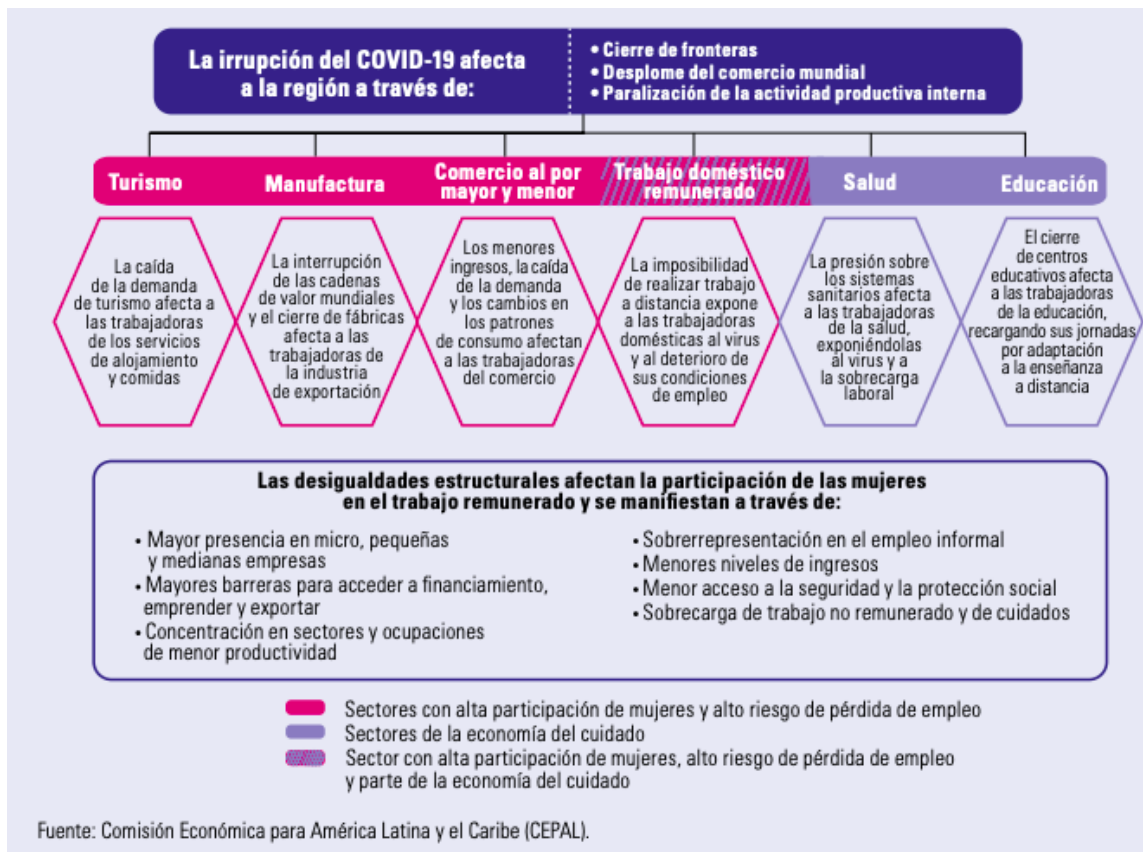 La irrupción del COVID-19 afecta
a la región a través de:
• Cierre de fronteras
• Desplome del comercio mundial
• Paralización de la actividad productiva interna
Turismo
Manufactura
Comercio al por
mayor y menor
Trabajo doméstico
remunerado
Salud
Educación
La caída
de la demanda
de turismo afecta a
las trabajadoras
de los servicios
de alojamiento
y comidas
La interrupción
de las cadenas
de valor mundiales
y el cierre de fábricas
afecta a las
trabajadoras de
la industria
de exportación
Los menores
ingresos, la caída
de la demanda
y los cambios en
los patrones
de consumo afectan
a las trabajadoras
del comercio
La imposibilidad
de realizar trabajo
a distancia expone
a las trabajadoras
domésticas al virus
y al deterioro de
sus condiciones
de empleo
La presión sobre
los sistemas
sanitarios afecta
a las trabajadoras
de la salud,
exponiéndolas
al virus y a
la sobrecarga
laboral
El cierre
de centros
educativos afecta
a las trabajadoras
de la educación,
recargando sus jornadas
por adaptación
a la enseñanza
a distancia
Las desigualdades estructurales afectan la participación de las mujeres
en el trabajo remunerado y se manifiestan a través de:
• Mayor presencia en micro, pequeñas
y medianas empresas
• Mayores barreras para acceder a financiamiento,
emprender y exportar
• Concentración en sectores y ocupaciones
de menor productividad
• Sobrerrepresentación en el empleo informal
• Menores niveles de ingresos
• Menor acceso a la seguridad y la protección social
• Sobrecarga de trabajo no remunerado y de cuidados
Sectores con alta participación de mujeres y alto riesgo de pérdida de empleo
Sectores de la economía del cuidado
Sector con alta participación de mujeres, alto riesgo de pérdida de empleo
y parte de la economía del cuidado
Fuente: Comisión Económica para América Latina y el Caribe (CEPAL).